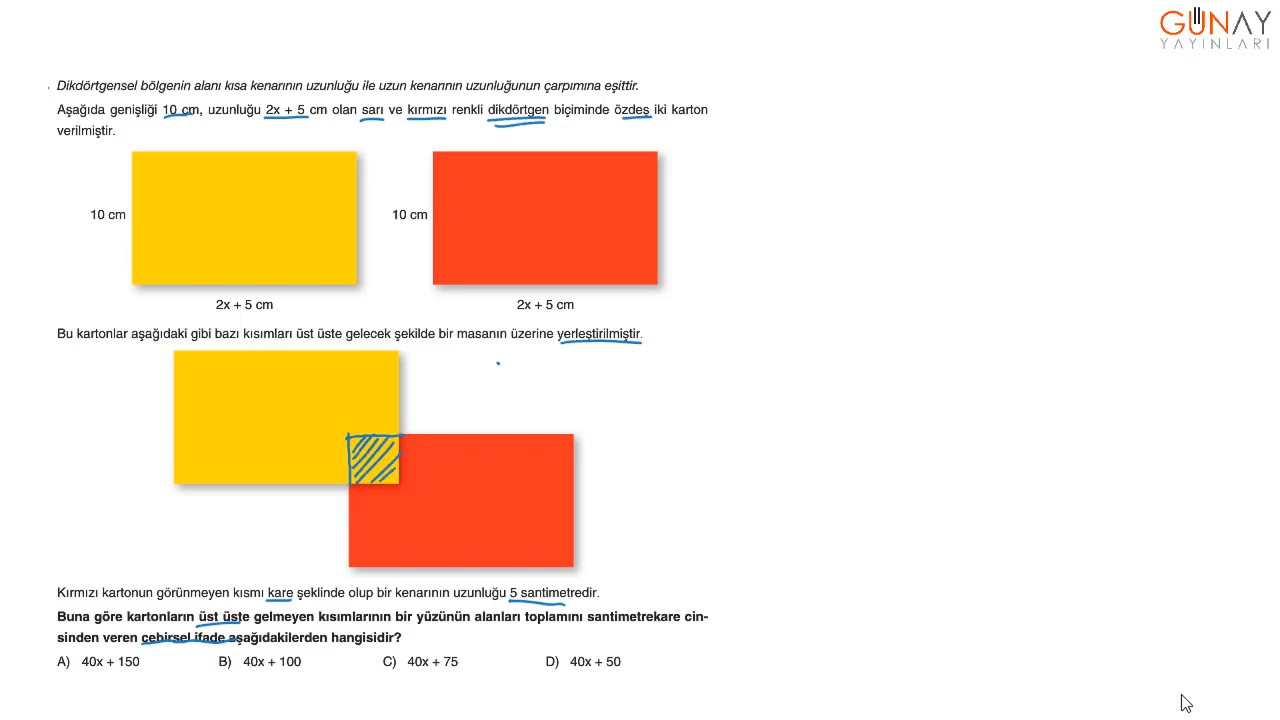 GÜNAY
YAYINLARI
Dikdörtgensel bölgenin alanı kısa kenarının uzunluğu ile uzun kenarının uzunluğunun çarpımına eşittir.
Aşağıda genişliği 10 cm, uzunluğu 2x + 5 cm olan sarı ve kırmızı renkli dikdörtgen biçiminde özdeş iki karton
verilmiştir.
10 cm
10 cm
2x + 5 cm
2x + 5 cm
Bu kartonlar aşağıdaki gibi bazı kısımları üst üste gelecek şekilde bir masanın üzerine yerleştirilmiştir.
Kırmızı kartonun görünmeyen kısmı kare şeklinde olup bir kenarının uzunluğu 5 santimetredir.
Buna göre kartonların üst üste gelmeyen kısımlarının bir yüzünün alanları toplamını santimetrekare cin-
sinden veren cebirsel ifade aşağıdakilerden hangisidir?
A) 40x + 150 B) 40x + 100 C) 40x + 75 D) 40x + 50